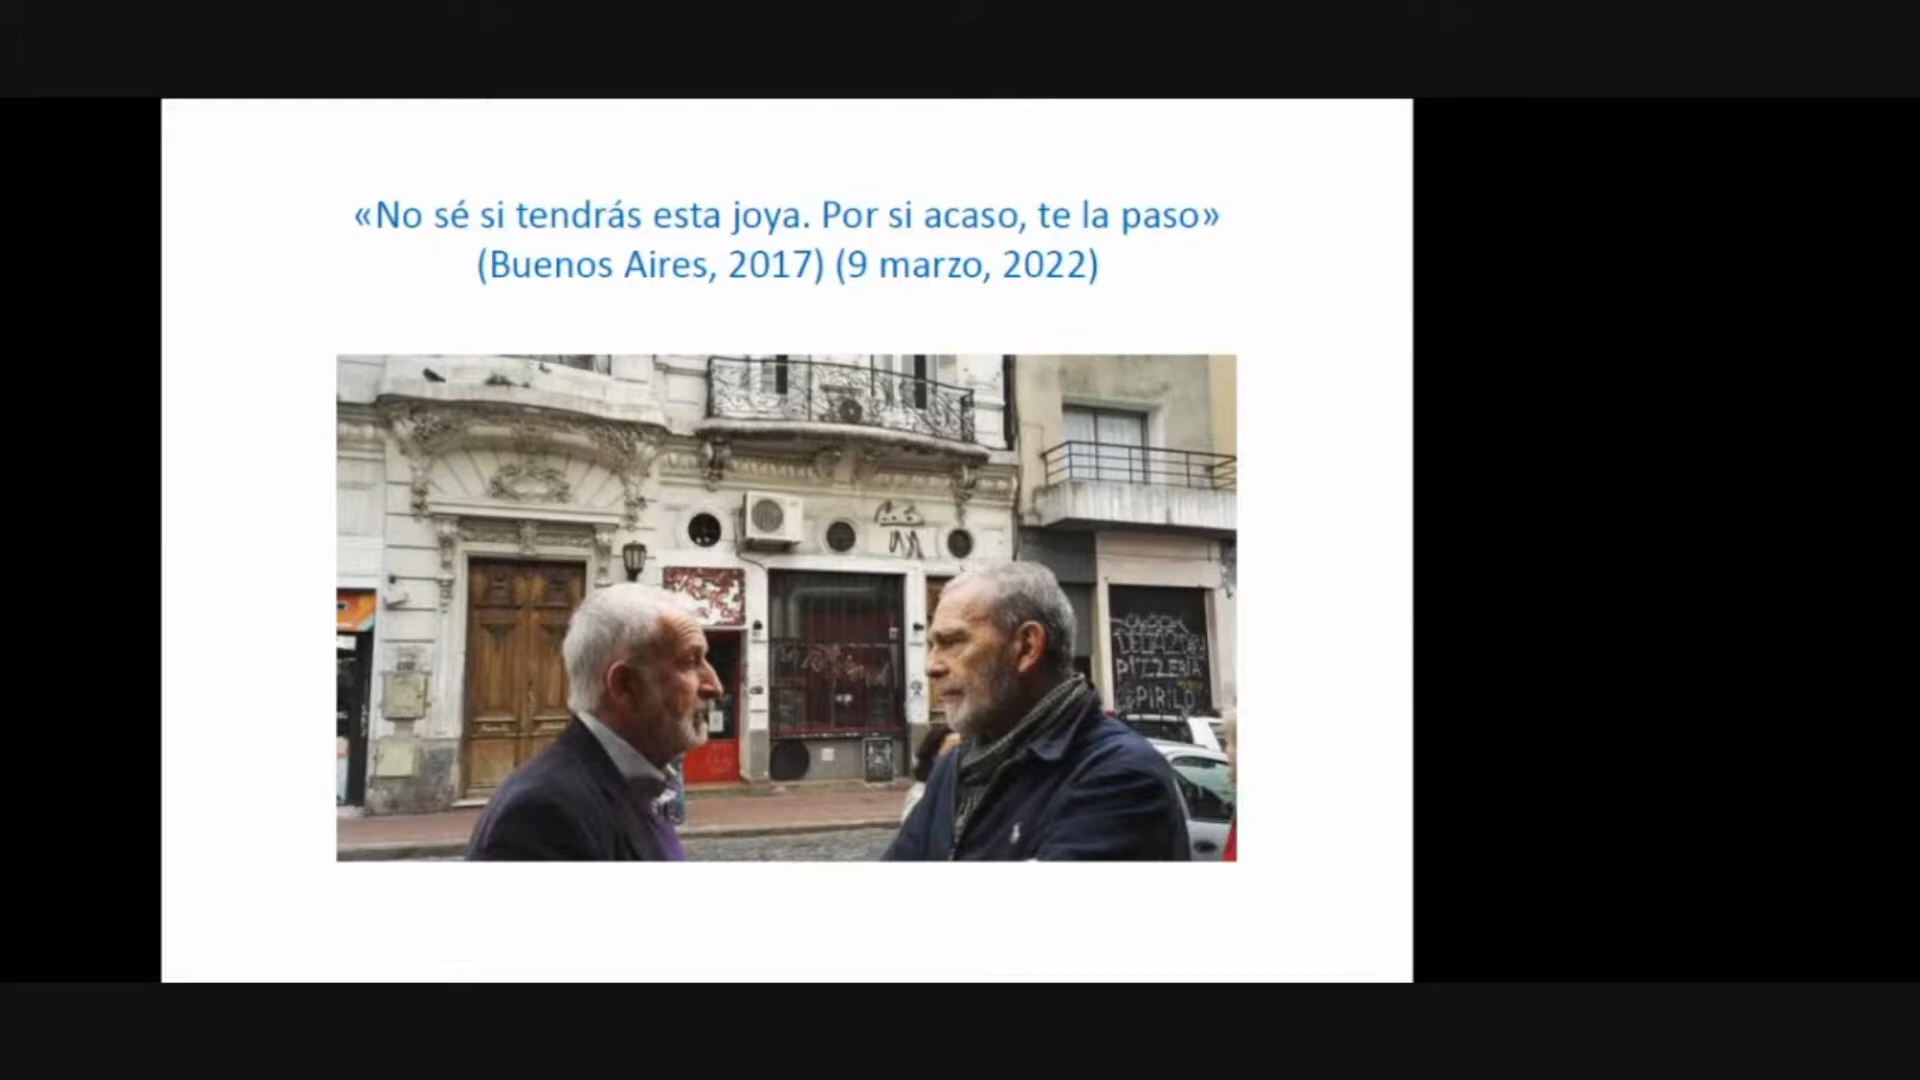 «No sé si tendrás esta joya. Por si acaso, te la paso»
(Buenos Aires, 2017) (9 marzo, 2022)
PIZZERIA